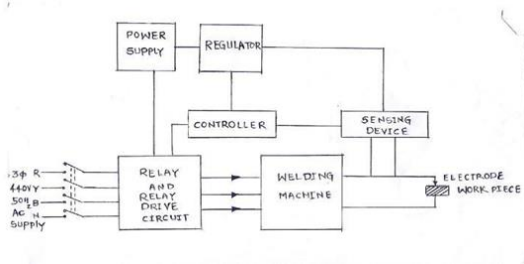 POWER
SUPPLY
REGULATOR
CONTROLLER
SENSING
DEVICE
3Φ R
440V Y
50HZ B
AC N
Supply
RELAY
AND
RELAY
DRIVE
CIRCUIT
WELDING
MACHINE
ELECTRODE
WORK PIECE